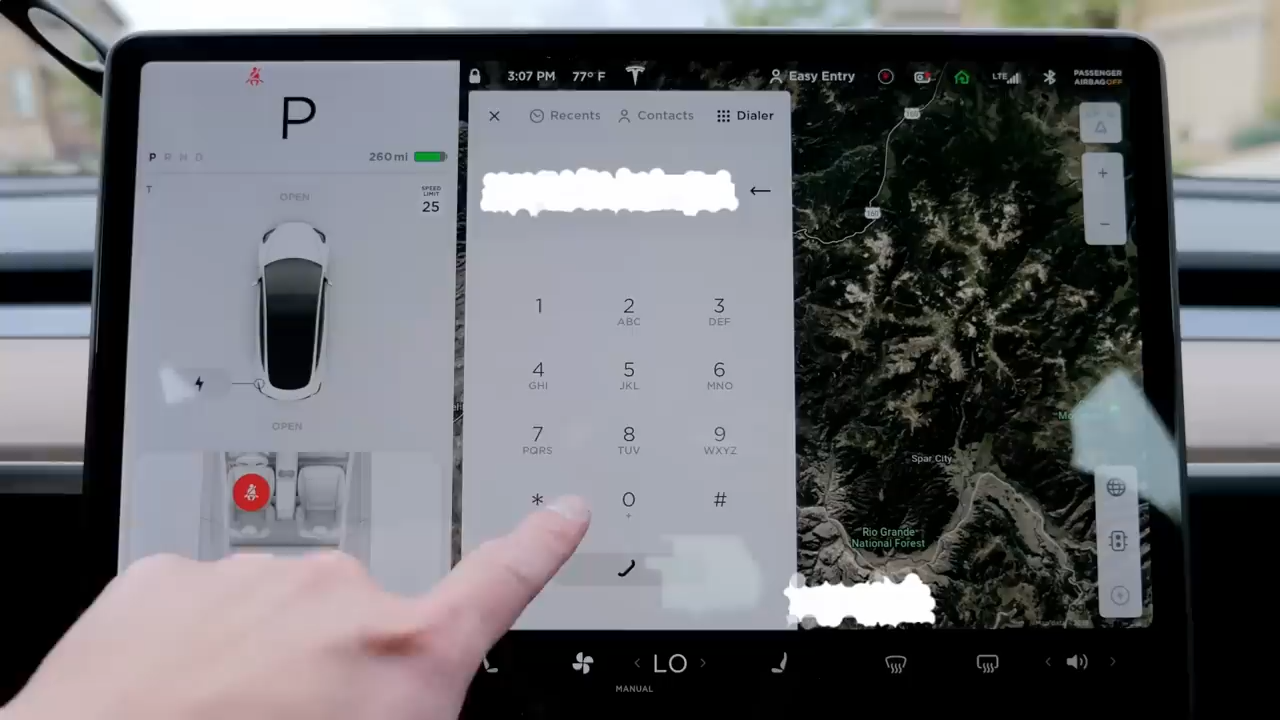 P
P R N D
260 mi
T
OPEN
SPEED
LIMIT
25
OPEN
3:07 PM 77° F
Easy Entry
LTE
PASSENGER
AIRBAG OFF
Recents Contacts Dialer
1 2 3
ABC DEF
4 5 6
GHI JKL MNO
7 8 9
PQRS TUV WXYZ
* 0 #
+
160
160
Spar City
Rio Grande
National Forest
+
−
< LO >
MANUAL
< >